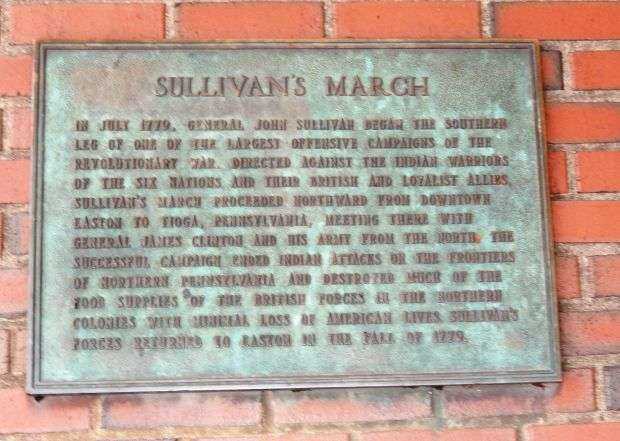 SULLIVAN'S MARCH
IN JULY 1779, GENERAL JOHN SULLIVAN BEGAN THE SOUTHERN
LEG OF ONE OF THE LARGEST OFFENSIVE CAMPAIGNS OF THE
REVOLUTIONARY WAR. DIRECTED AGAINST THE INDIAN WARRIORS
OF THE SIX NATIONS AND THEIR BRITISH AND LOYALIST ALLIES,
SULLIVAN'S MARCH PROCEEDED NORTHWARD FROM DOWNTOWN
EASTON TO TIOGA, PENNSYLVANIA, MEETING THERE WITH
GENERAL JAMES CLINTON AND HIS ARMY FROM THE NORTH. THE
SUCCESSFUL CAMPAIGN ENDED INDIAN ATTACKS ON THE FRONTIERS
OF NORTHERN PENNSYLVANIA AND DESTROYED MUCH OF THE
FOOD SUPPLIES OF THE BRITISH FORCES IN THE NORTHERN
COLONIES WITH MINIMAL LOSS OF AMERICAN LIVES. SULLIVAN'S
FORCES RETURNED TO EASTON IN THE FALL OF 1779.